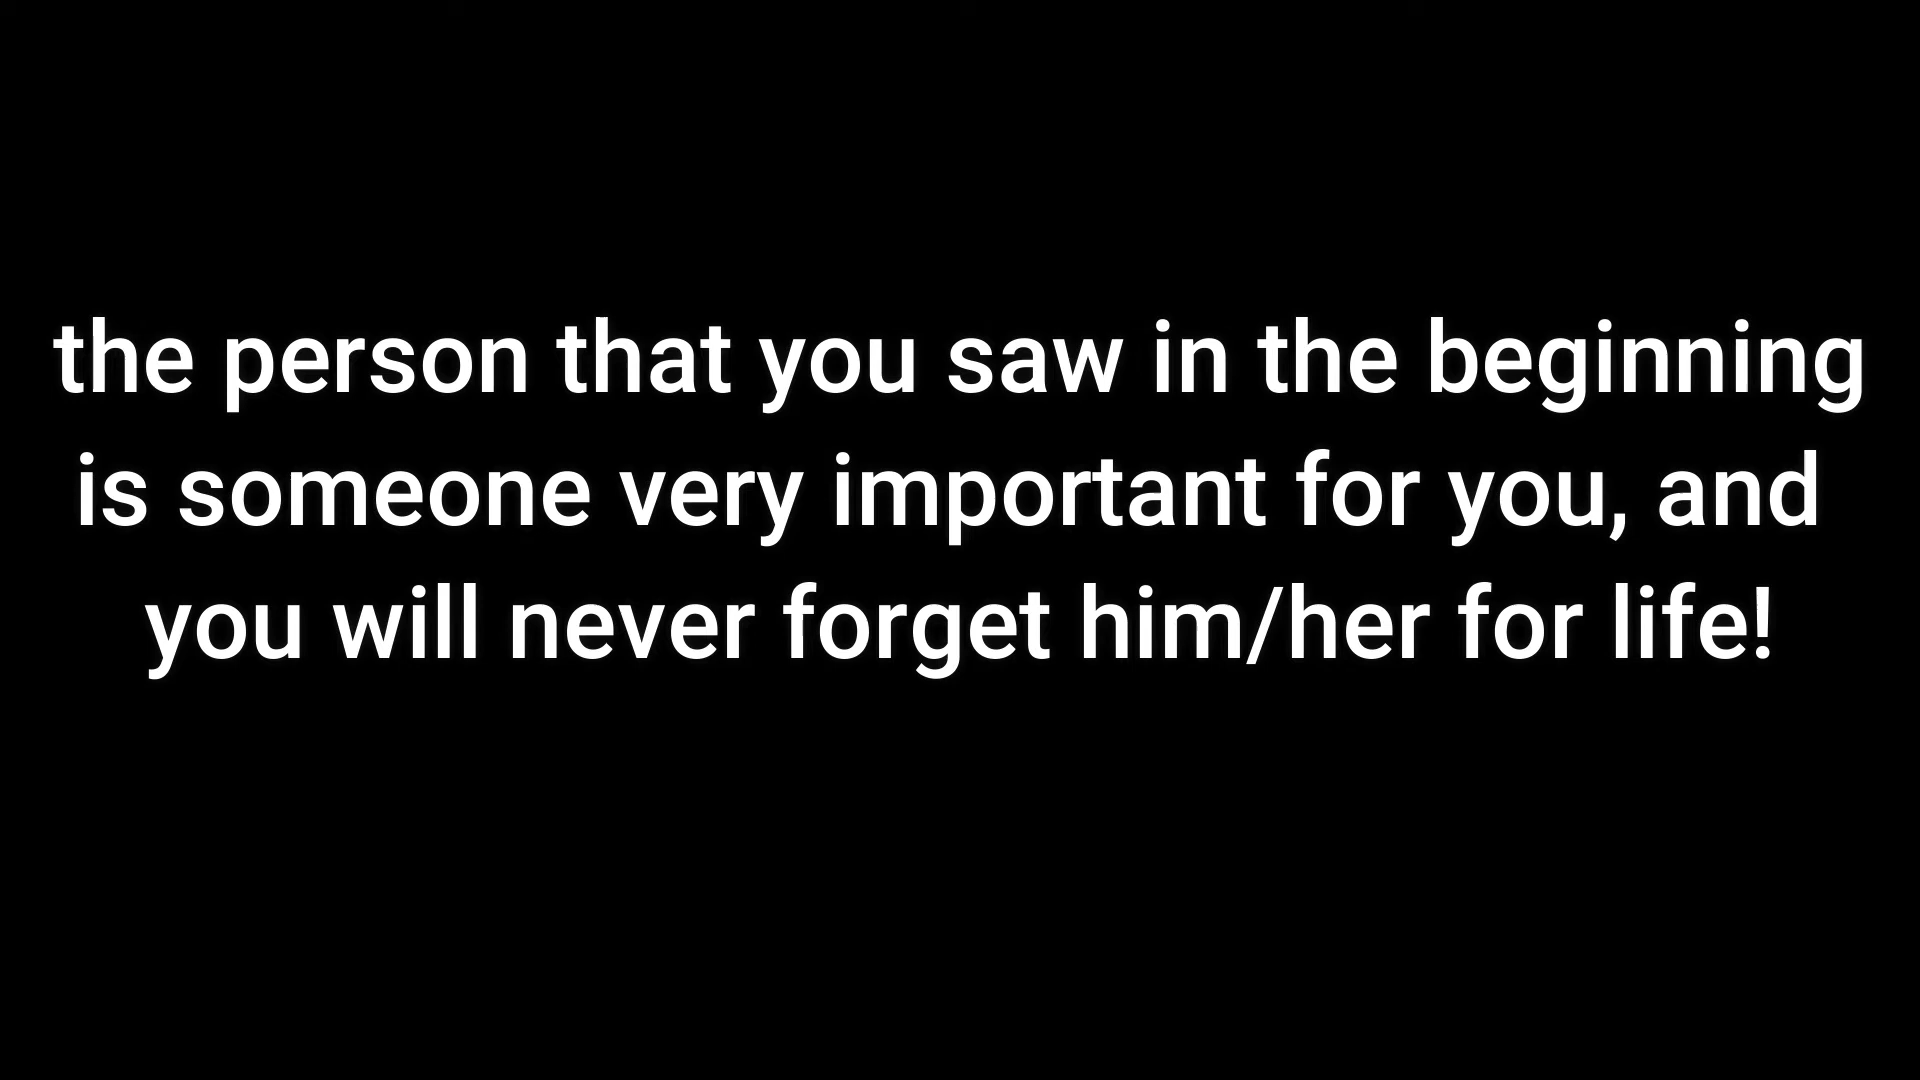 the person that you saw in the beginning
is someone very important for you, and
you will never forget him/her for life!